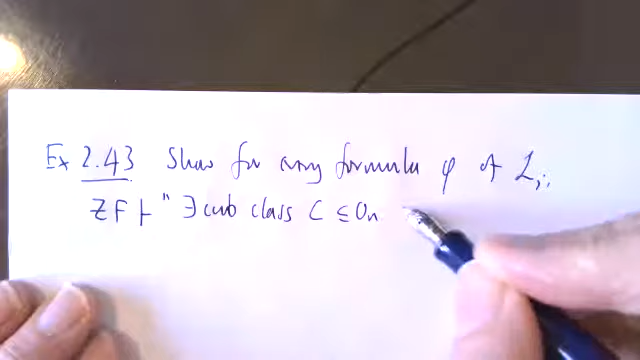 Ex 2.43 Show for any formula φ of L,
ZF ⊢ " ∃ cub class C ⊆ On